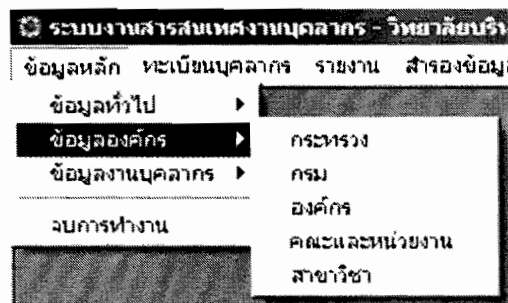 ระบบงานสารสนเทศงานบุคลากร - วิทยาลัยบริน
ข้อมูลหลัก ทะเบียนบุคลากร รายงาน สำรองข้อมูล
ข้อมูลทั่วไป
ข้อมูลองค์กร
ข้อมูลงานบุคลากร
จบการทำงาน
กระทรวง
กรม
องค์กร
คณะและหน่วยงาน
สาขาวิชา